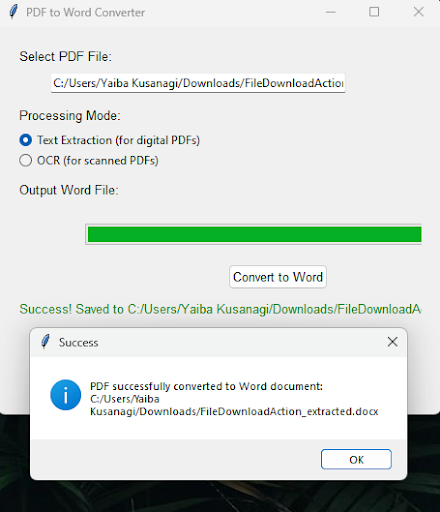 PDF to Word Converter
Select PDF File:
C:/Users/Yaiba Kusanagi/Downloads/FileDownloadAction
Processing Mode:
Text Extraction (for digital PDFs)
OCR (for scanned PDFs)
Output Word File:
Convert to Word
Success! Saved to C:/Users/Yaiba Kusanagi/Downloads/FileDownloadA
Success
PDF successfully converted to Word document:
C:/Users/Yaiba
Kusanagi/Downloads/FileDownloadAction_extracted.docx
OK